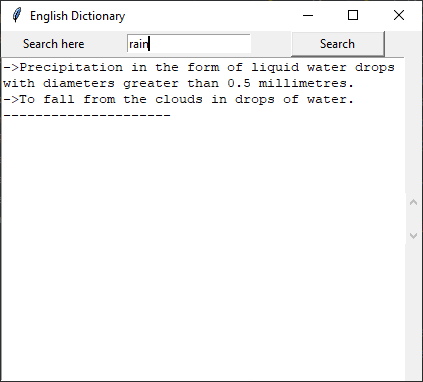 English Dictionary
Search here rain Search
->Precipitation in the form of liquid water drops
with diameters greater than 0.5 millimetres.
->To fall from the clouds in drops of water.
---------------------